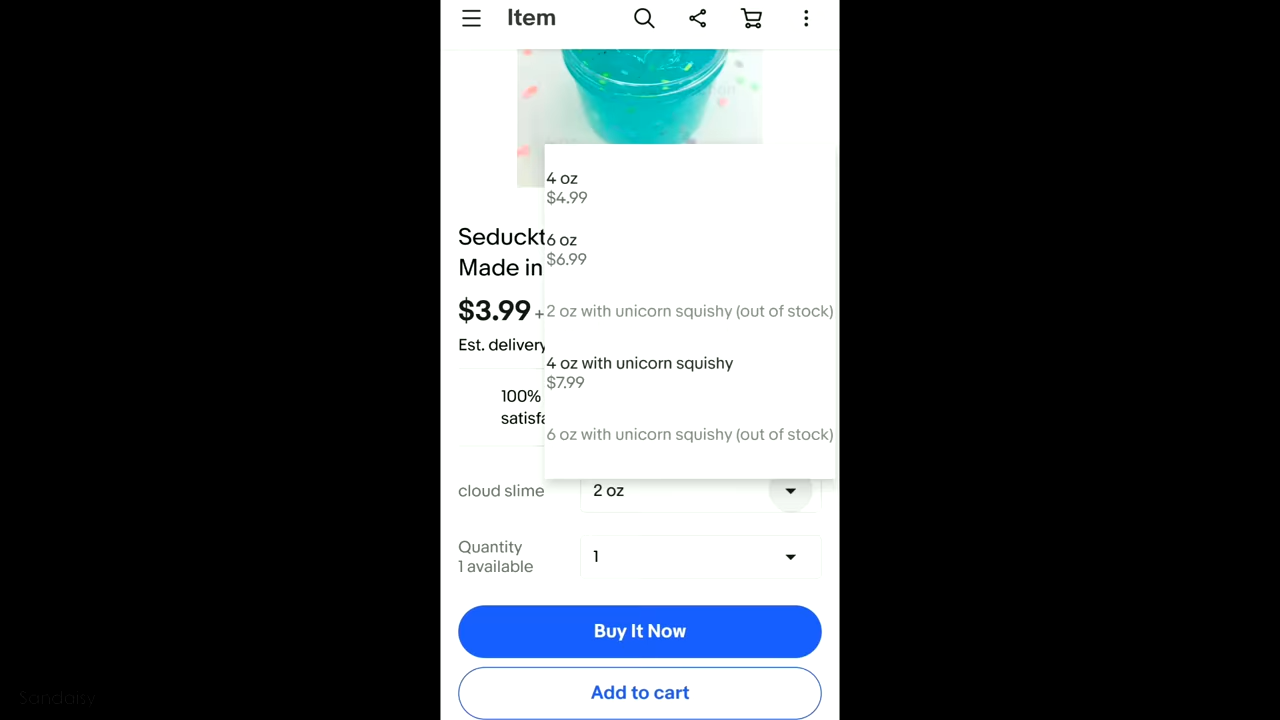 Item
4 oz
$4.99
Seduckt
6 oz
$6.99
Made in
$3.99 +
2 oz with unicorn squishy (out of stock)
Est. delivery
4 oz with unicorn squishy
$7.99
100%
satisfa
6 oz with unicorn squishy (out of stock)
cloud slime
2 oz
Quantity
1 available
1
Buy It Now
Add to cart
Sandaisy